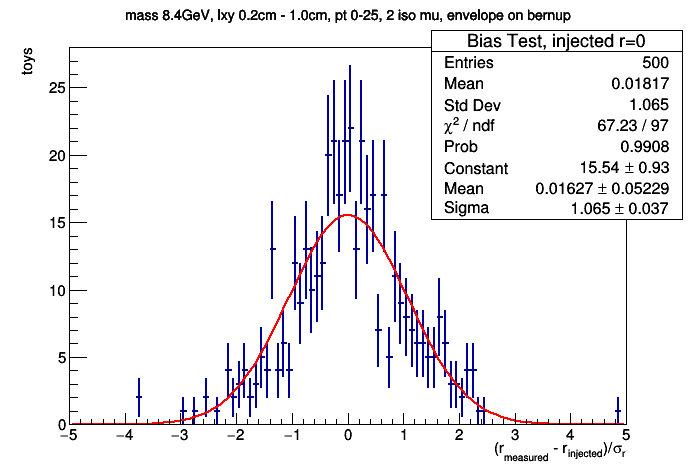 mass 8.4GeV, lxy 0.2cm - 1.0cm, pt 0-25, 2 iso mu, envelope on bernup
toys
Bias Test, injected r=0
Entries 500
Mean 0.01817
Std Dev 1.065
χ² / ndf 67.23 / 97
Prob 0.9908
Constant 15.54 ± 0.93
Mean 0.01627 ± 0.05229
Sigma 1.065 ± 0.037
25
20
15
10
5
0
−5 −4 −3 −2 −1 0 1 2 3 4 5
(r_measured - r_injected)/σ_r